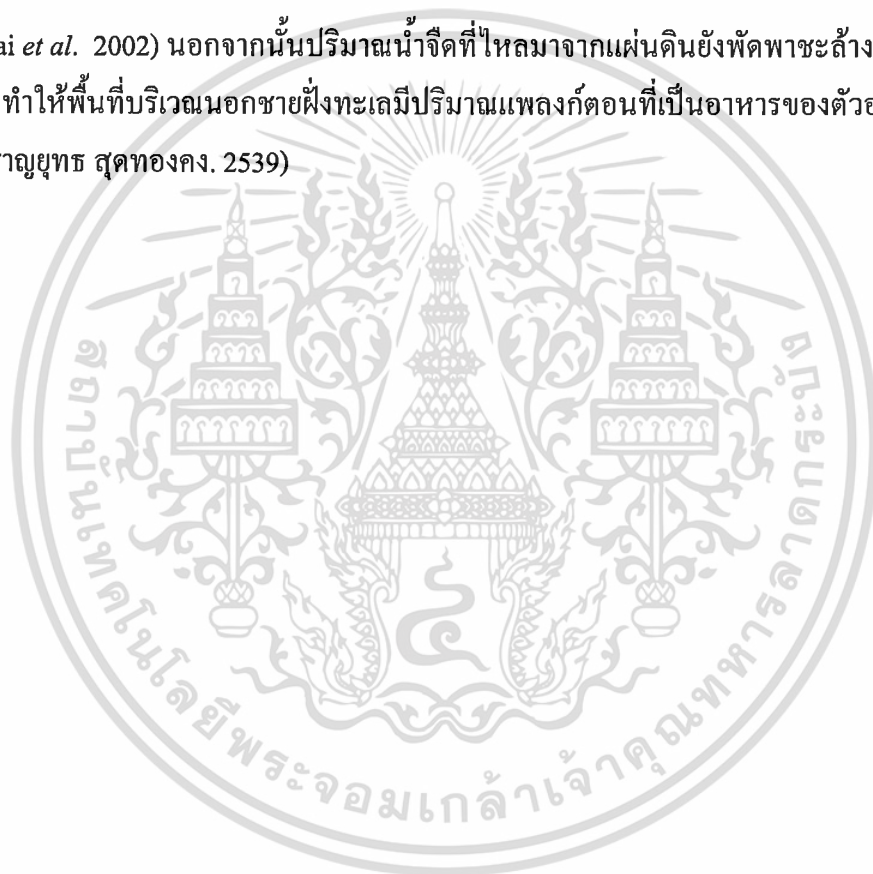 ai et al. 2002) นอกจากนั้นปริมาณน้ำจืดที่ไหลมาจากแผ่นดินยังพัดพาชะล้าง
ทำให้พื้นที่บริเวณนอกชายฝั่งทะเลมีปริมาณแพลงก์ตอนที่เป็นอาหารของตัวอ
ราญยุทธ สุดทองคง. 2539)
สถาบันเทคโนโลยีพระจอมเกล้าเจ้าคุณทหารลาดกระบัง
๔